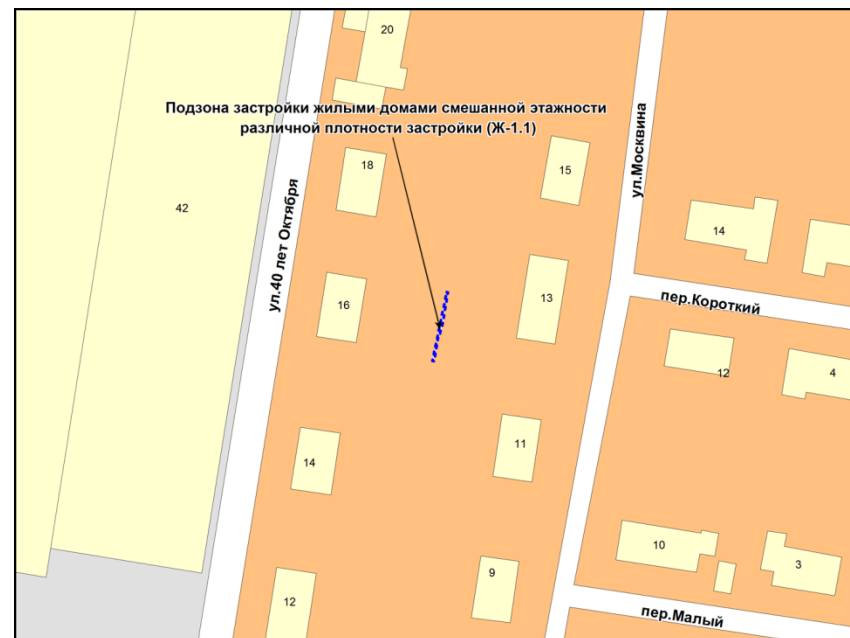 20
Подзона застройки жилыми домами смешанной этажности
различной плотности застройки (Ж-1.1)
ул.Москвина
18
15
42
14
ул.40 лет Октября
16
13
пер.Короткий
12
4
14
11
10
3
9
12
пер.Малый